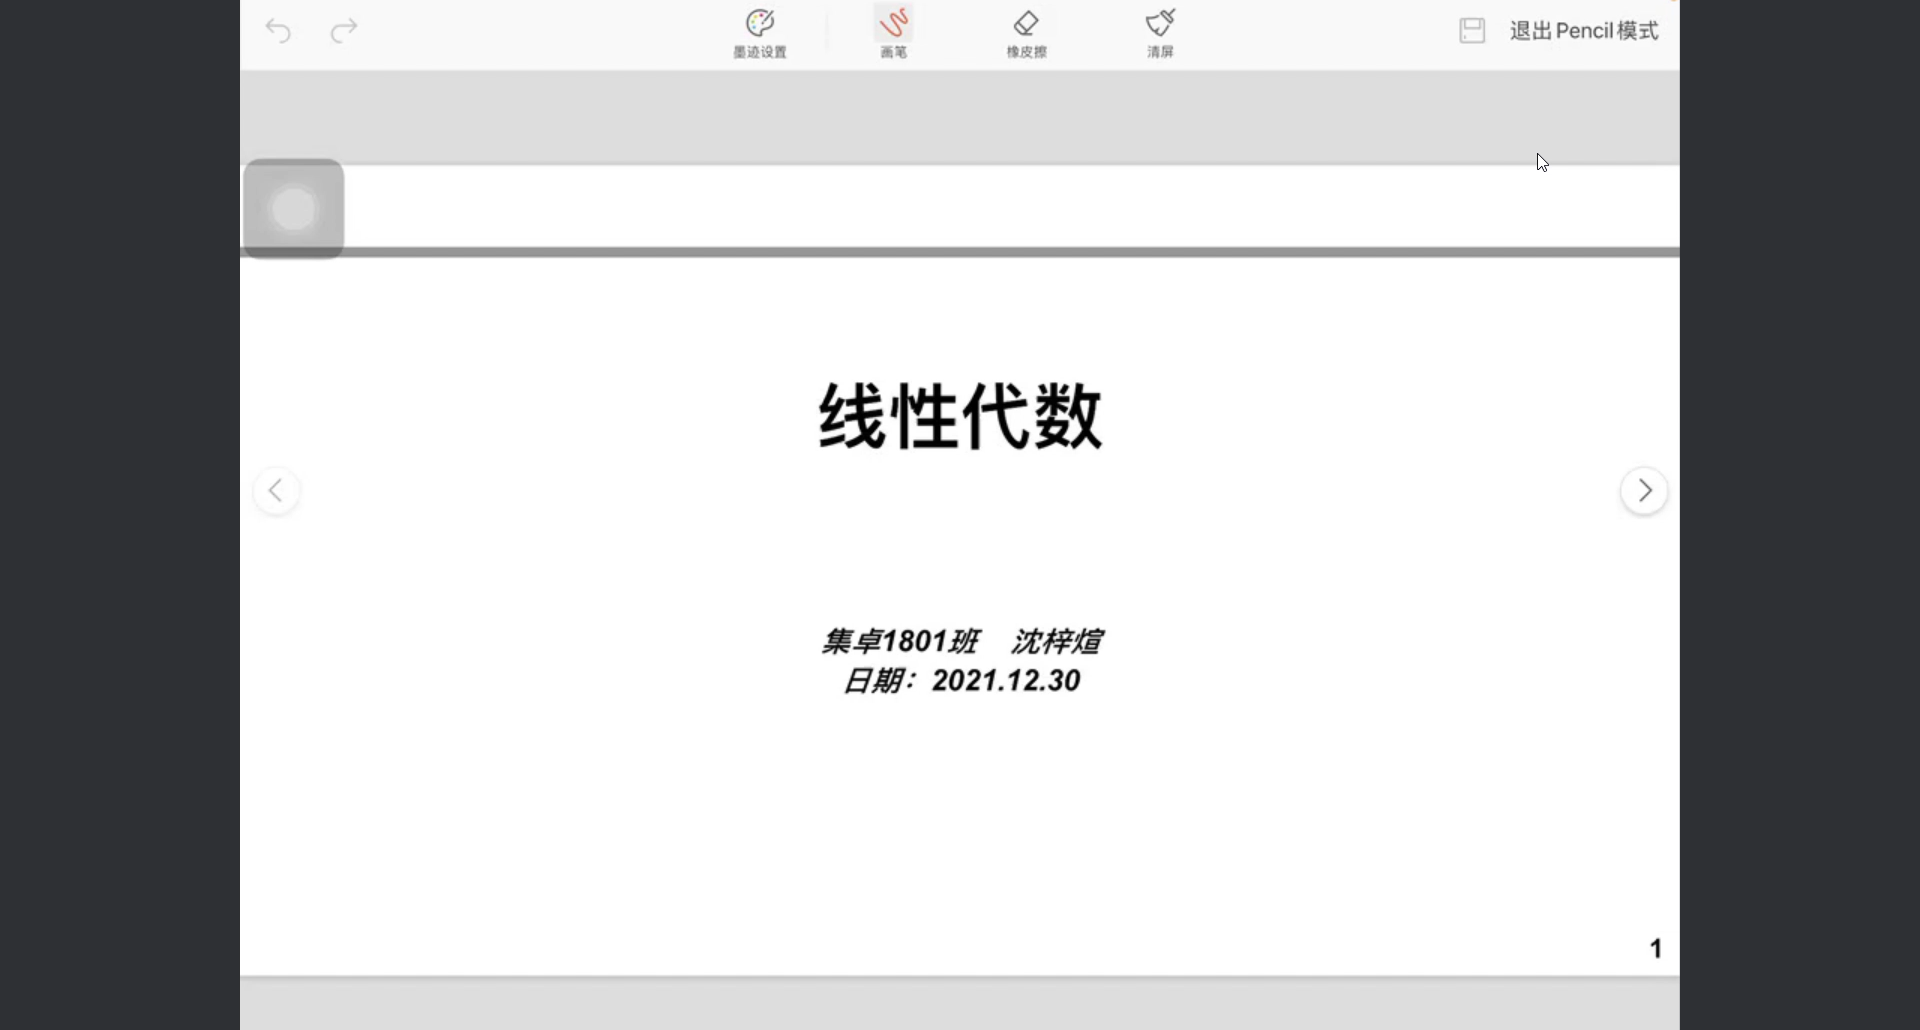 墨迹设置 画笔 橡皮擦 清屏 退出Pencil模式
线性代数
集卓1801班 沈梓煊
日期：2021.12.30
1